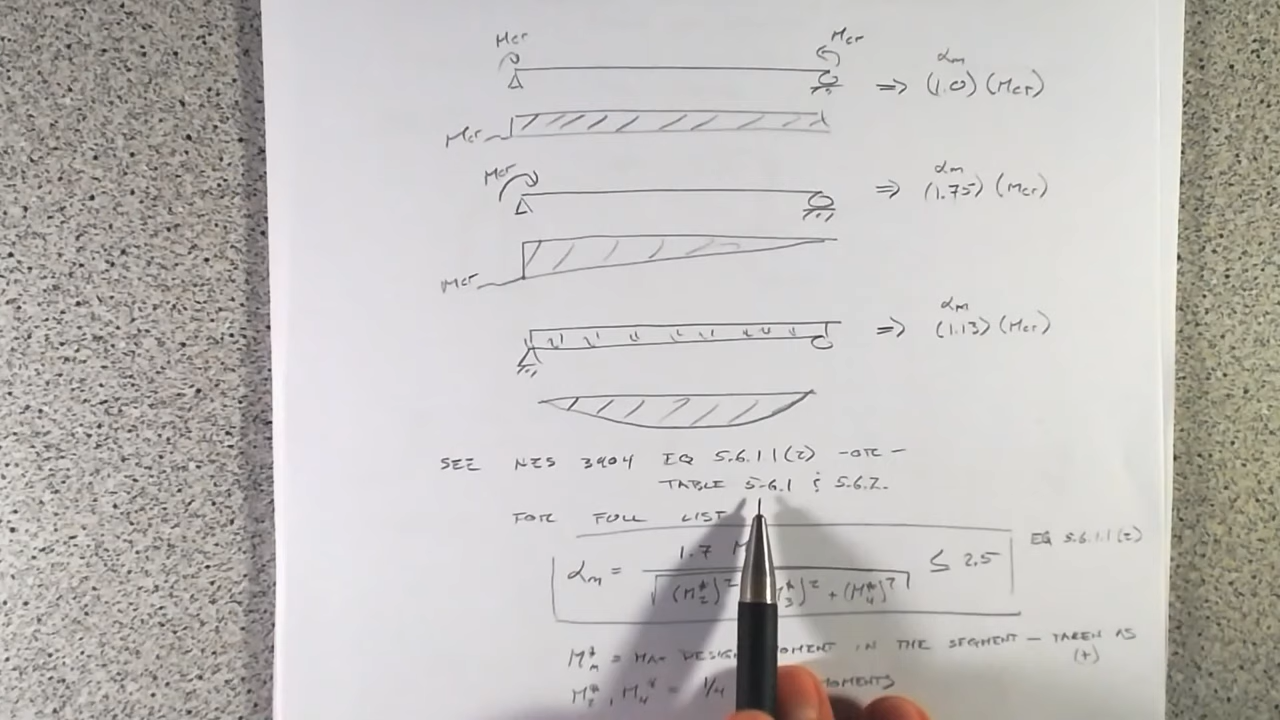 Mcr Mcr αm
⇒ (1.0) (Mcr)
Mcr
Mcr αm
⇒ (1.75) (Mcr)
Mcr
αm
⇒ (1.13) (Mcr)
SEE NZS 3404 EQ 5.6.1.1(2) -OR-
TABLE 5.6.1 & 5.6.2.
FOR FULL LIST
EQ 5.6.1.1(2)
αm = 1.7 M / √(M*2)² (M*3)² + (M*4)² ≤ 2.5
M*m = MAX DESIGN MOMENT IN THE SEGMENT - TAKEN AS
(+)
M*2, M*4 = 1/4 MOMENTS